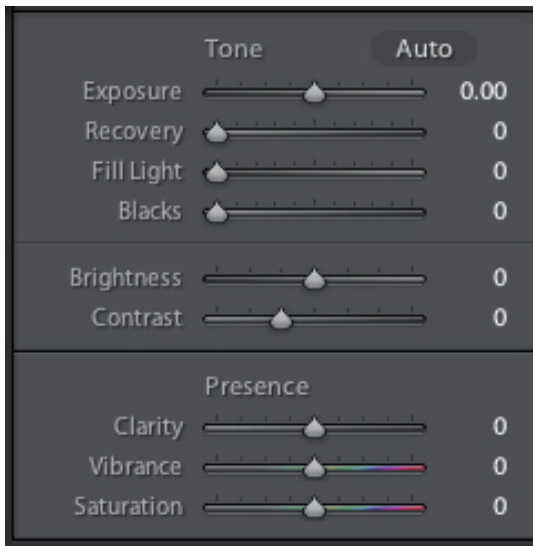 Tone Auto
Exposure 0.00
Recovery 0
Fill Light 0
Blacks 0
Brightness 0
Contrast 0
Presence
Clarity 0
Vibrance 0
Saturation 0